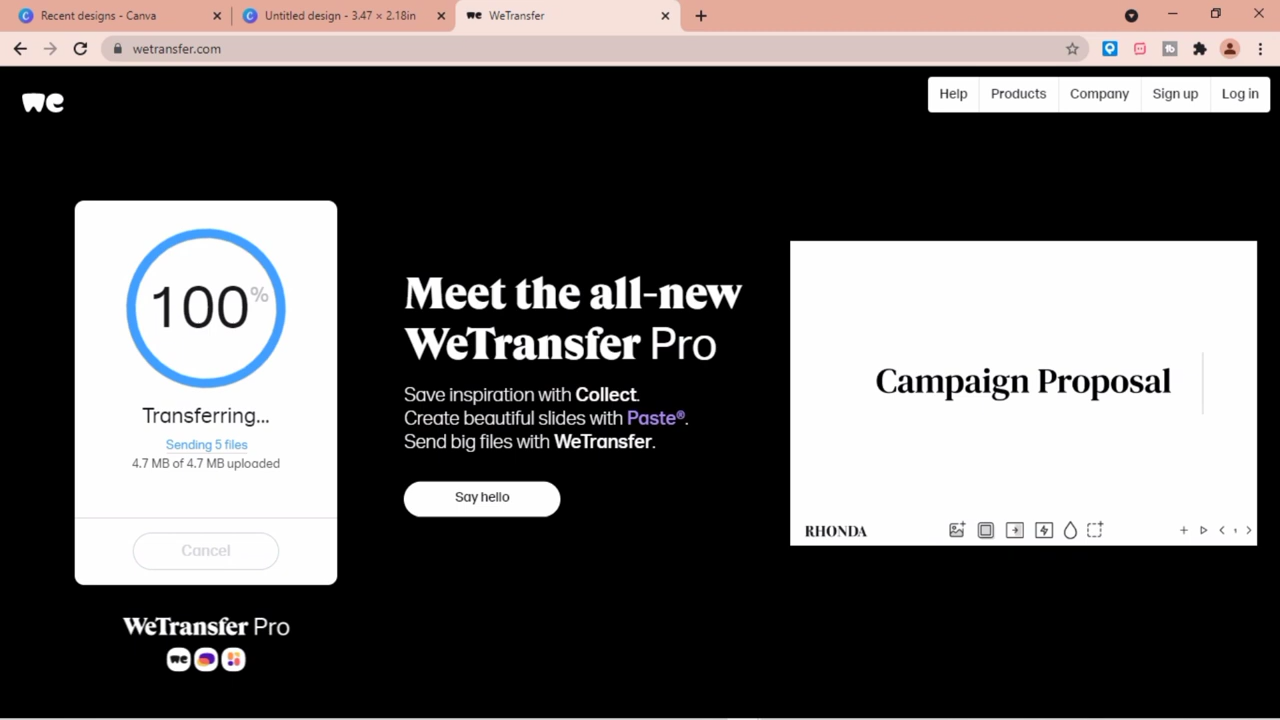 Recent designs - Canva
Untitled design - 3.47 × 2.18in
WeTransfer
wetransfer.com
we
Help
Products
Company
Sign up
Log in
100%
Transferring...
Sending 5 files
4.7 MB of 4.7 MB uploaded
Cancel
WeTransfer Pro
we
Meet the all-new
WeTransfer Pro
Save inspiration with Collect.
Create beautiful slides with Paste®.
Send big files with WeTransfer.
Say hello
Campaign Proposal
RHONDA
1